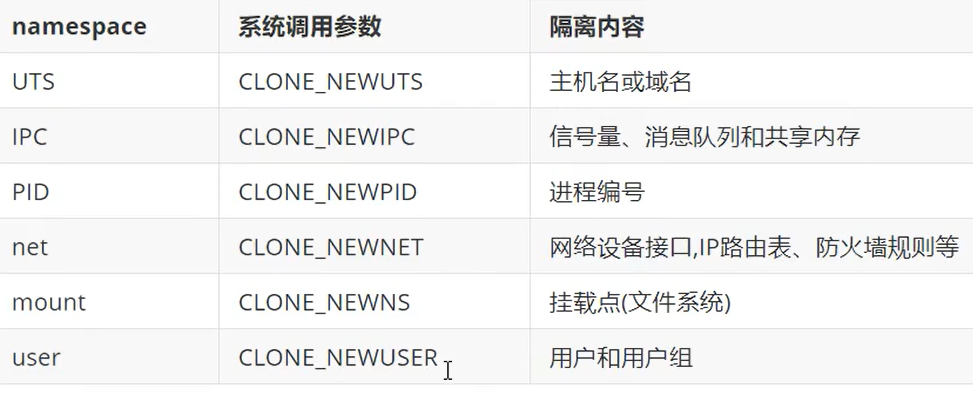 namespace 系统调用参数 隔离内容
UTS CLONE_NEWUTS 主机名或域名
IPC CLONE_NEWIPC 信号量、消息队列和共享内存
PID CLONE_NEWPID 进程编号
net CLONE_NEWNET 网络设备接口,IP路由表、防火墙规则等
mount CLONE_NEWNS 挂载点(文件系统)
user CLONE_NEWUSER 用户和用户组